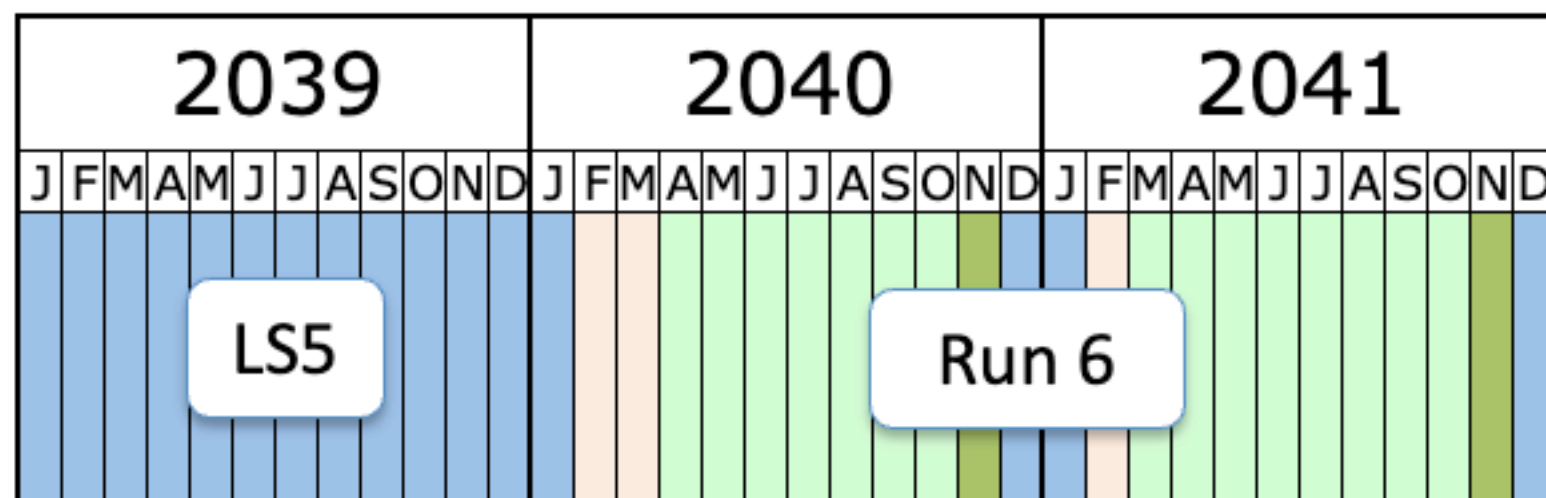 2039 2040 2041
J F M A M J J A S O N D J F M A M J J A S O N D J F M A M J J A S O N D
LS5
Run 6